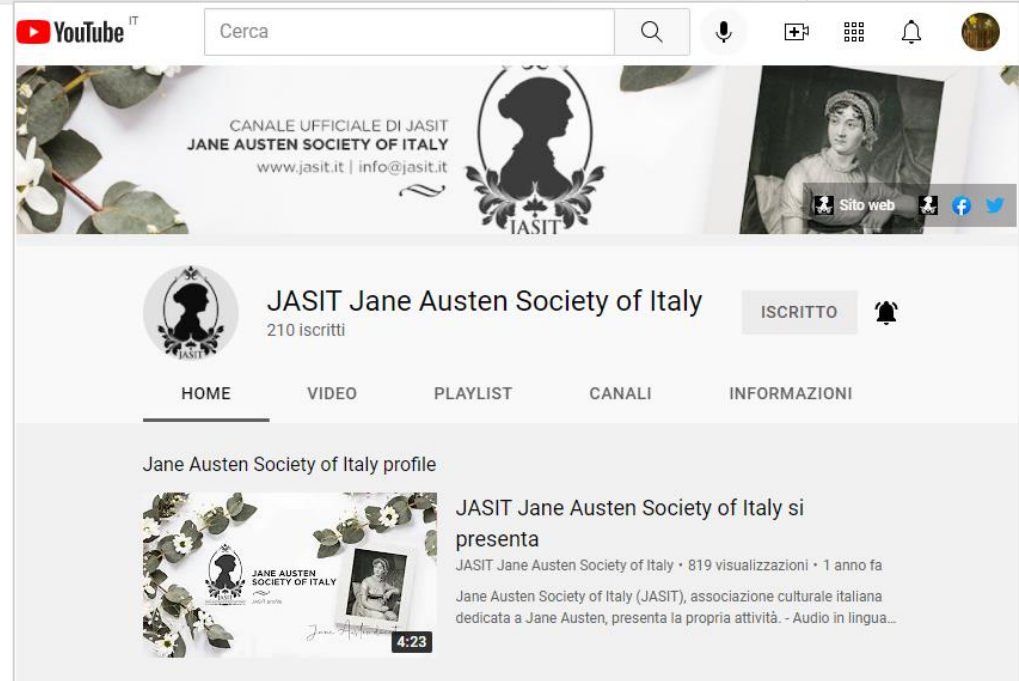 YouTube IT
Cerca
CANALE UFFICIALE DI JASIT
JANE AUSTEN SOCIETY OF ITALY
www.jasit.it | info@jasit.it
JASIT
Sito web
JASIT Jane Austen Society of Italy
210 iscritti
ISCRITTO
JASIT
HOME
VIDEO
PLAYLIST
CANALI
INFORMAZIONI
Jane Austen Society of Italy profile
JASIT Jane Austen Society of Italy si
presenta
JASIT Jane Austen Society of Italy • 819 visualizzazioni • 1 anno fa
Jane Austen Society of Italy (JASIT), associazione culturale italiana
dedicata a Jane Austen, presenta la propria attività. - Audio in lingua...
JANE AUSTEN
SOCIETY OF ITALY
JASIT profile
JASIT
4:23